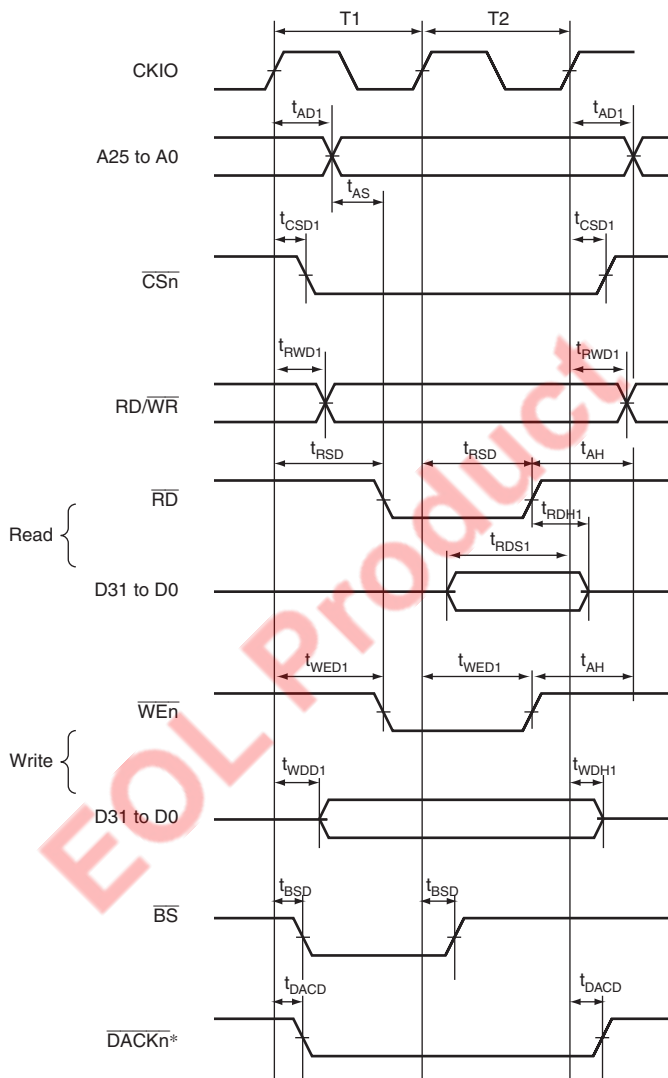 T1 T2
CKIO
tAD1 tAD1
A25 to A0
tAS
tCSD1 tCSD1
CSn
tRWD1 tRWD1
RD/WR
tRSD tRSD tAH
RD
tRDH1
Read
tRDS1
D31 to D0
tWED1 tWED1 tAH
WEn
Write
tWDD1 tWDH1
D31 to D0
tBSD tBSD
BS
tDACD tDACD
DACKn*
EOL Product